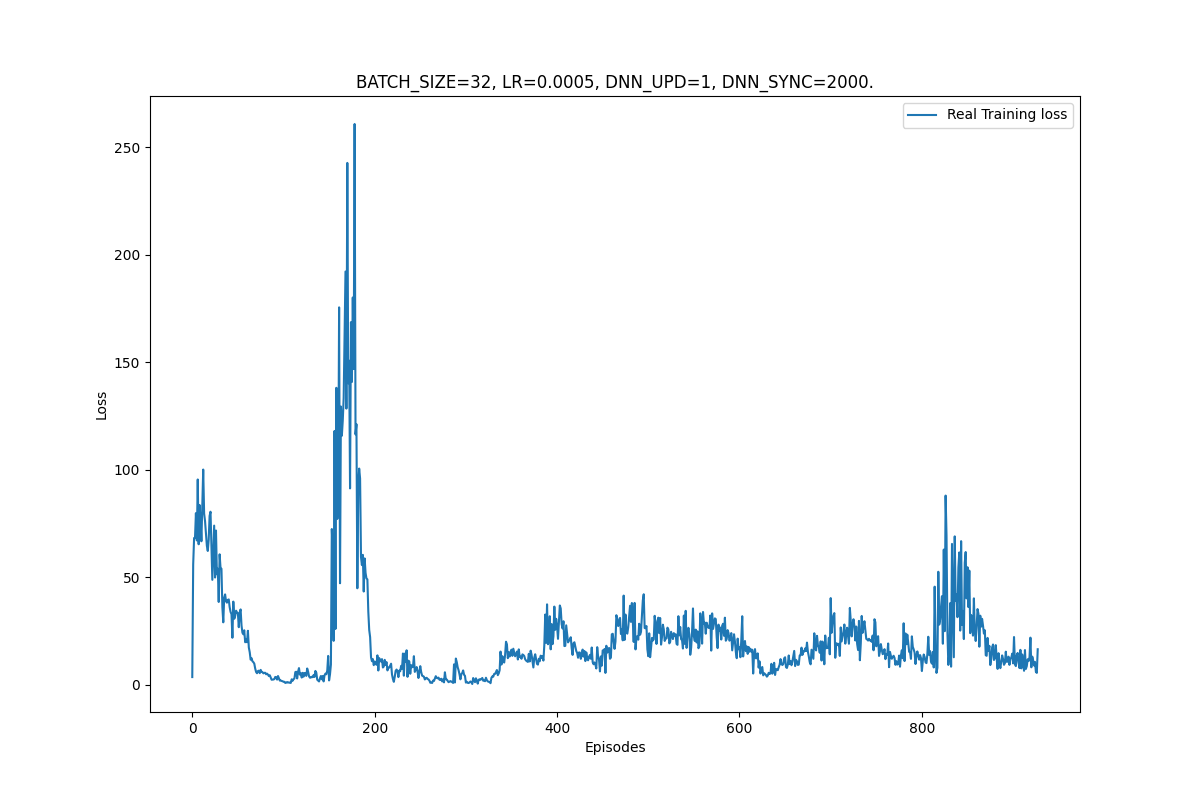 BATCH_SIZE=32, LR=0.0005, DNN_UPD=1, DNN_SYNC=2000.
Real Training loss
250
200
150
100
50
0
Loss
0 200 400 600 800
Episodes